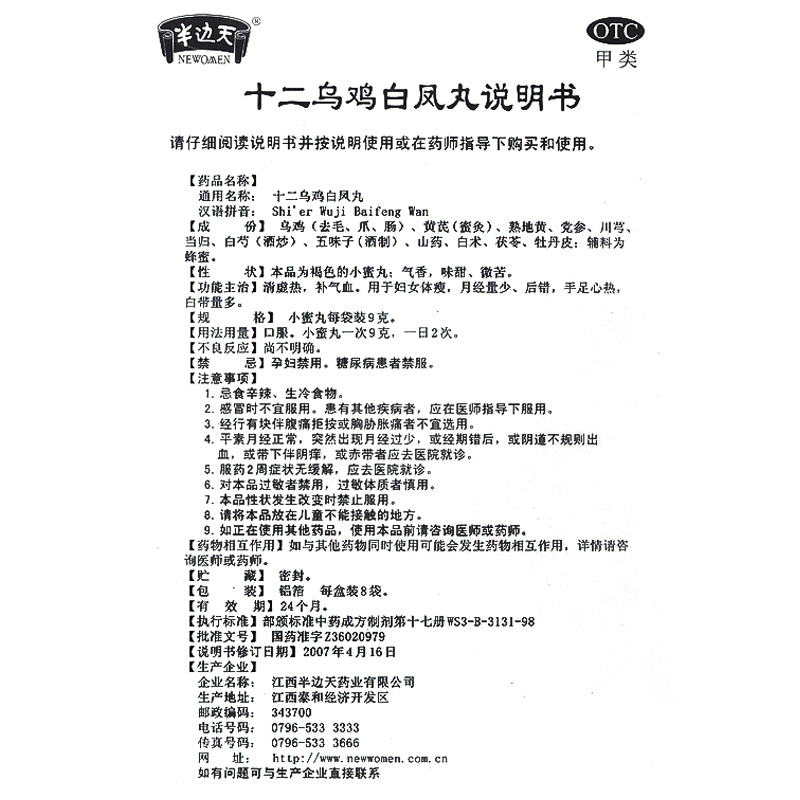 半边天®
NEWOMEN
OTC
甲类
十二乌鸡白凤丸说明书
请仔细阅读说明书并按说明使用或在药师指导下购买和使用。
【药品名称】
通用名称: 十二乌鸡白凤丸
汉语拼音: Shi'er Wuji Baifeng Wan
【成 份】 乌鸡（去毛、爪、肠）、黄芪(蜜灸)、熟地黄、党参、川芎、
当归、白芍（酒炒）、五味子(酒制）、山药、白术、茯苓、牡丹皮；辅料为
蜂蜜。
【性 状】本品为褐色的小蜜丸；气香，味甜、微苦。
【功能主治】清虚热，补气血。用于妇女体瘦，月经量少、后错，手足心热，
白带量多。
【规 格】 小蜜丸每袋装9克。
【用法用量】口服。小蜜丸一次9克，一日2次。
【不良反应】尚不明确。
【禁 忌】孕妇禁用。糖尿病患者禁服。
【注意事项】
1. 忌食辛辣、生冷食物。
2. 感冒时不宜服用。患有其他疾病者，应在医师指导下服用。
3. 经行有块伴腹痛拒按或胸胁胀痛者不宜选用。
4. 平素月经正常，突然出现月经过少，或经期错后，或阴道不规则出
血，或带下伴阴痒，或赤带者应去医院就诊。
5. 服药2周症状无缓解，应去医院就诊。
6. 对本品过敏者禁用，过敏体质者慎用。
7. 本品性状发生改变时禁止服用。
8. 请将本品放在儿童不能接触的地方。
9. 如正在使用其他药品，使用本品前请咨询医师或药师。
【药物相互作用】如与其他药物同时使用可能会发生药物相互作用，详情请咨
询医师或药师。
【贮 藏】 密封。
【包 装】 铝箔 每盒装8袋。
【有 效 期】24个月。
【执行标准】部颁标准中药成方制剂第十七册WS3-B-3131-98
【批准文号】 国药准字Z36020979
【说明书修订日期】2007年4月16日
【生产企业】
企业名称: 江西半边天药业有限公司
生产地址: 江西泰和经济开发区
邮政编码: 343700
电话号码: 0796-533 3333
传真号码: 0796-533 3666
网 址: http://www.newwomen.com.cn
如有问题可与生产企业直接联系